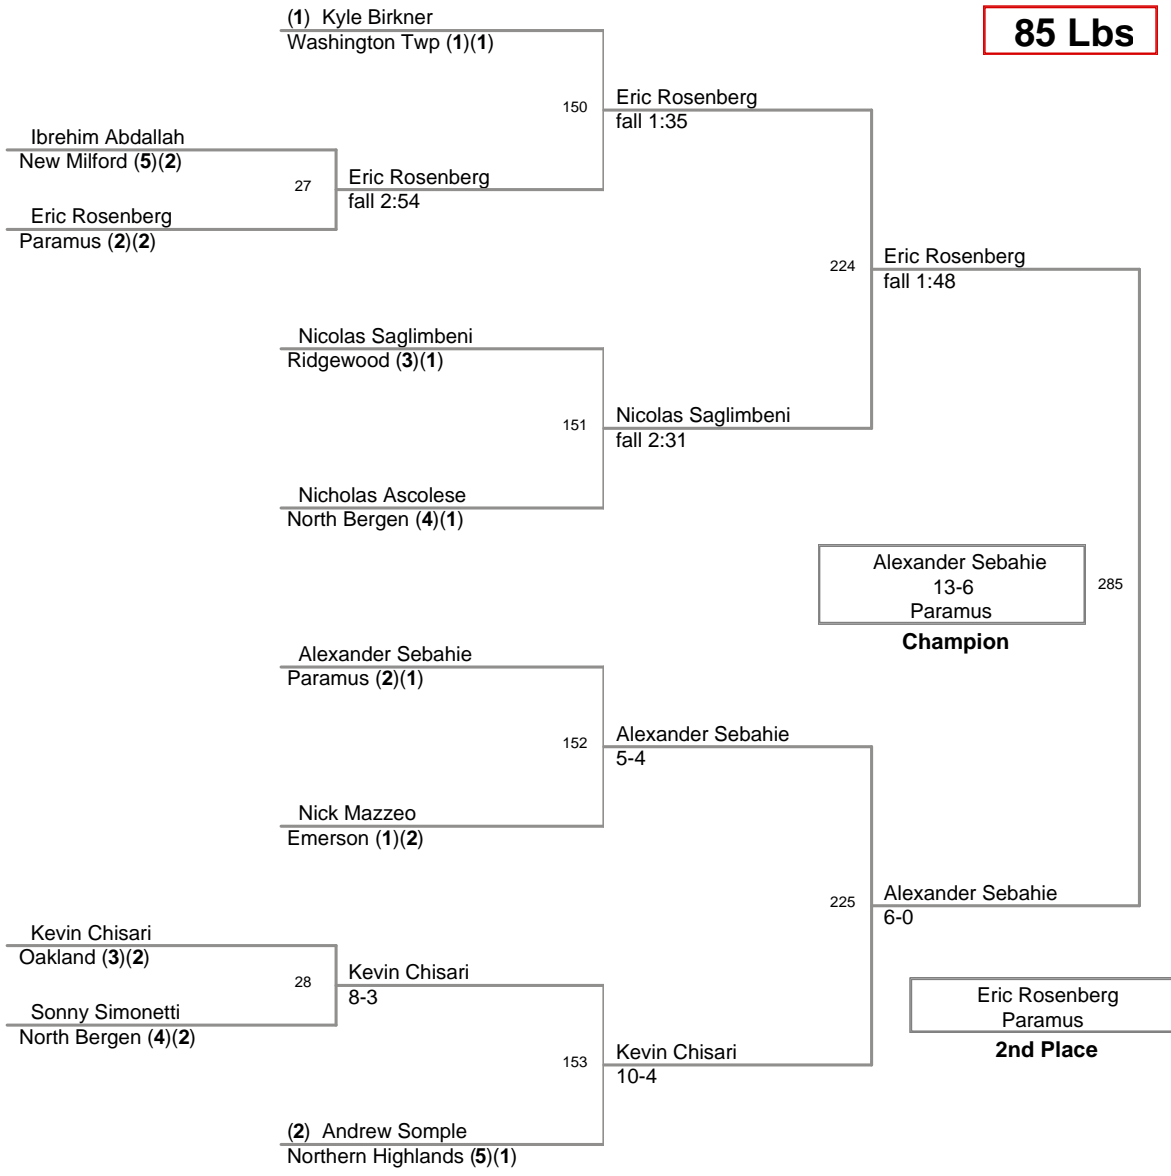 (1) Kyle Birkner
Washington Twp (1)(1)
85 Lbs
150
Eric Rosenberg
fall 1:35
Ibrehim Abdallah
New Milford (5)(2)
27
Eric Rosenberg
fall 2:54
Eric Rosenberg
Paramus (2)(2)
224
Eric Rosenberg
fall 1:48
Nicolas Saglimbeni
Ridgewood (3)(1)
151
Nicolas Saglimbeni
fall 2:31
Nicholas Ascolese
North Bergen (4)(1)
Alexander Sebahie
13-6
Paramus
285
Champion
Alexander Sebahie
Paramus (2)(1)
152
Alexander Sebahie
5-4
Nick Mazzeo
Emerson (1)(2)
225
Alexander Sebahie
6-0
Kevin Chisari
Oakland (3)(2)
28
Kevin Chisari
8-3
Sonny Simonetti
North Bergen (4)(2)
Eric Rosenberg
Paramus
2nd Place
153
Kevin Chisari
10-4
(2) Andrew Somple
Northern Highlands (5)(1)